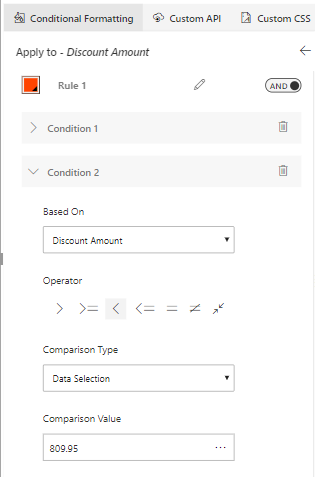 Conditional Formatting Custom API Custom CSS
Apply to - Discount Amount
Rule 1 AND
Condition 1
Condition 2
Based On
Discount Amount
Operator
> >= < <= = ≠
Comparison Type
Data Selection
Comparison Value
809.95 ...